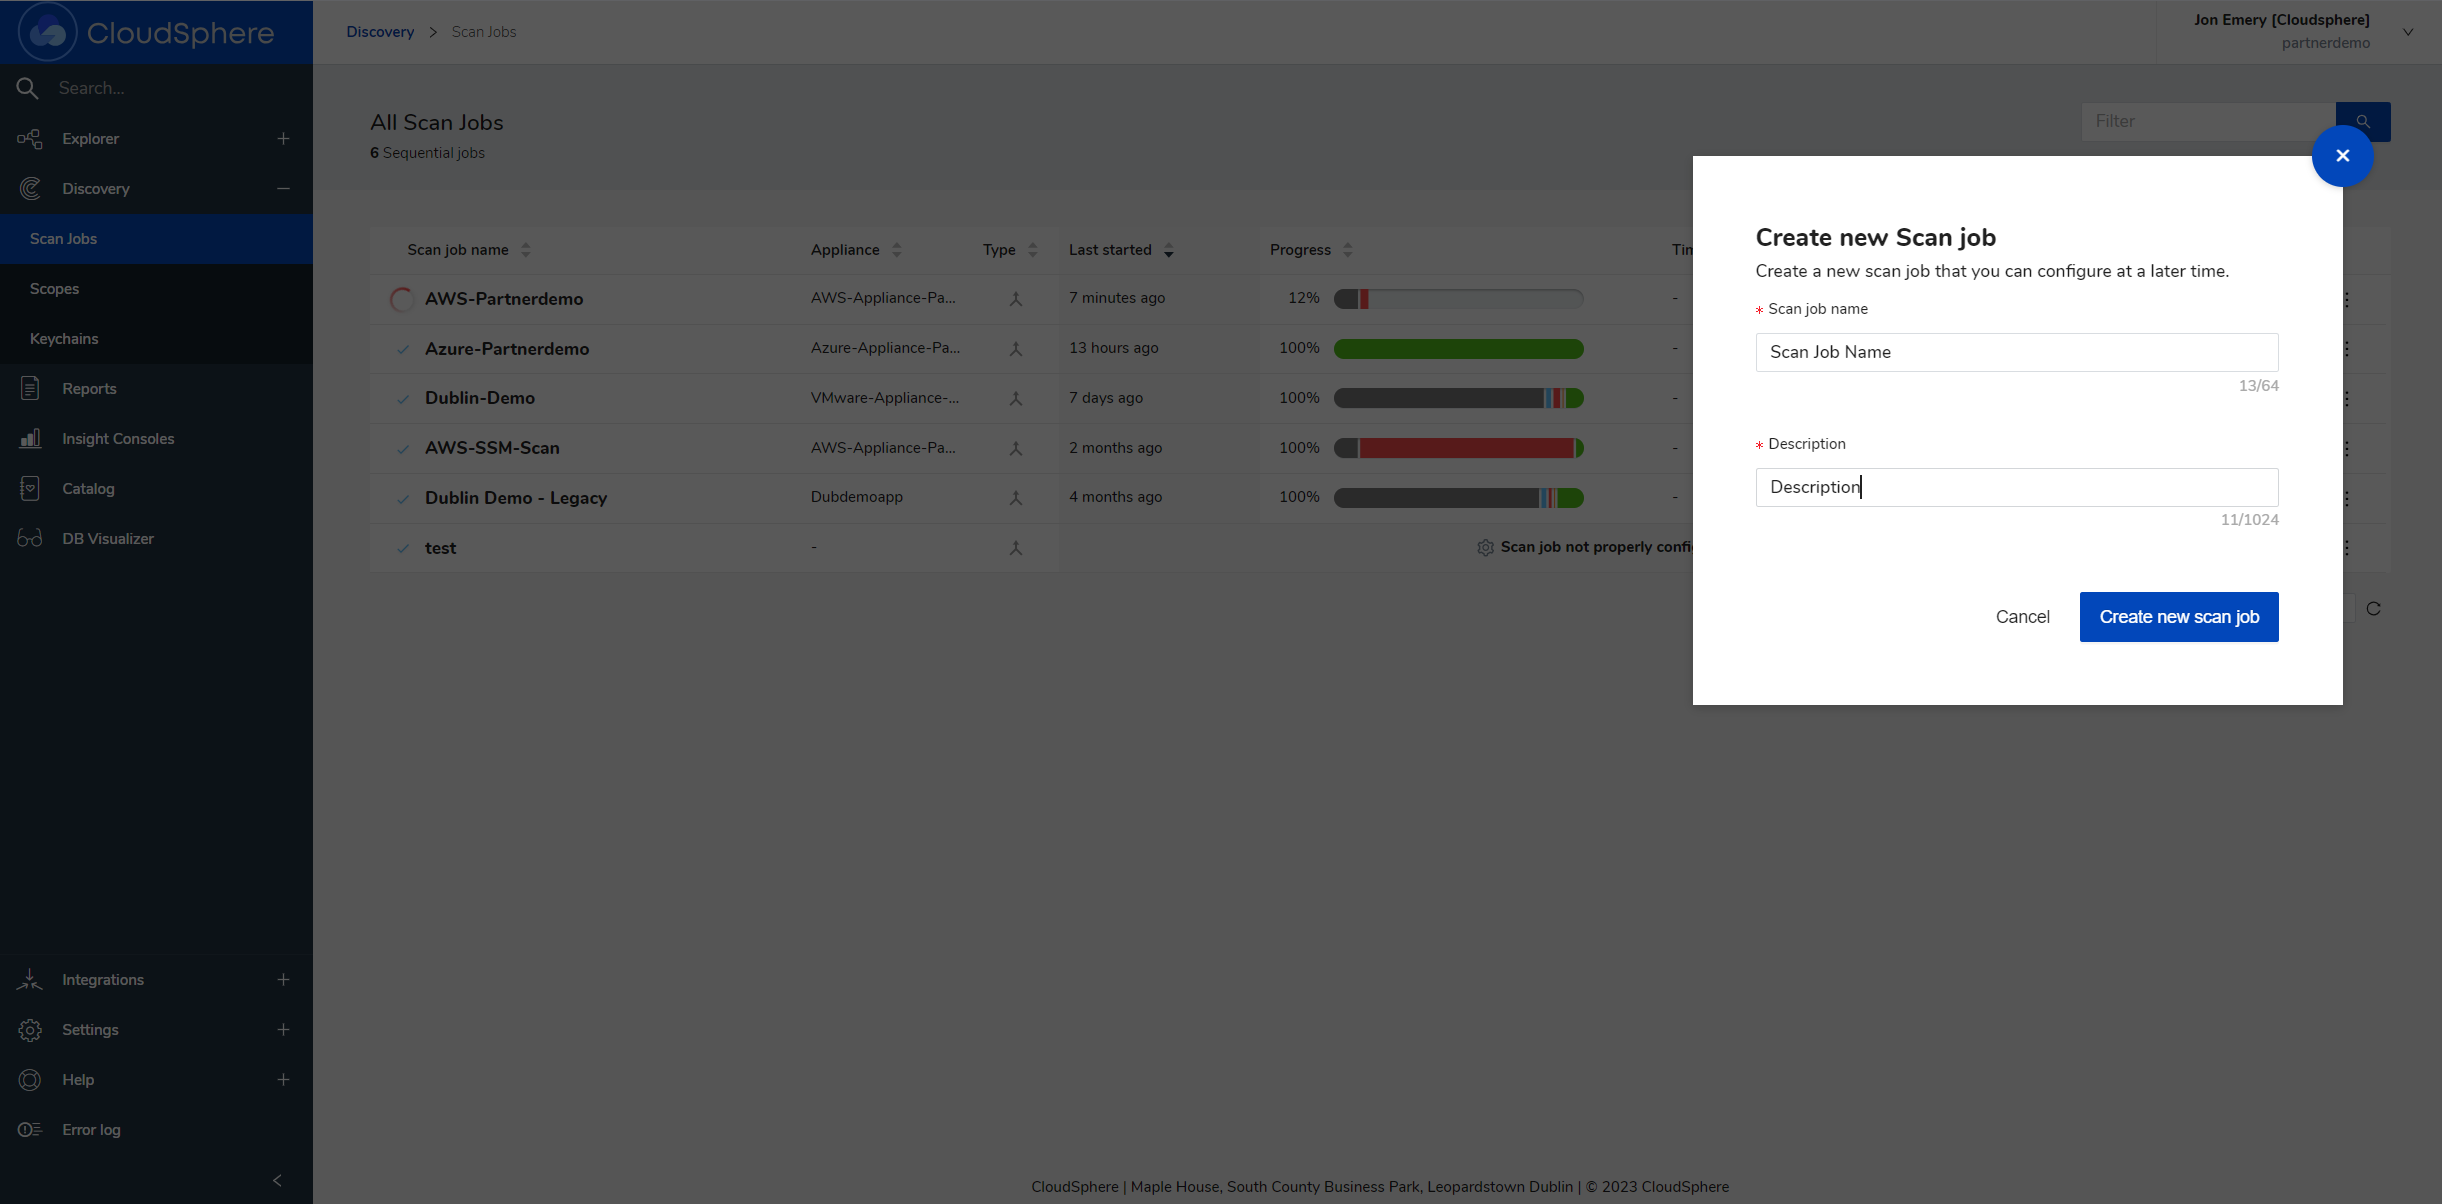 CloudSphere
Discovery > Scan Jobs
Jon Emery [Cloudsphere]
partnerdemo
Search...
Explorer
Discovery
Scan Jobs
Scopes
Keychains
Reports
Insight Consoles
Catalog
DB Visualizer
Integrations
Settings
Help
Error log
All Scan Jobs
6 Sequential jobs
Filter
Scan job name Appliance Type Last started Progress
AWS-Partnerdemo AWS-Appliance-Pa... 7 minutes ago 12% -
Azure-Partnerdemo Azure-Appliance-Pa... 13 hours ago 100% -
Dublin-Demo VMware-Appliance-... 7 days ago 100% -
AWS-SSM-Scan AWS-Appliance-Pa... 2 months ago 100% -
Dublin Demo - Legacy Dubdemoapp 4 months ago 100% -
test - Scan job not properly
Create new Scan job
Create a new scan job that you can configure at a later time.
* Scan job name
Scan Job Name
13/64
* Description
Description
11/1024
Cancel Create new scan job
CloudSphere | Maple House, South County Business Park, Leopardstown Dublin | © 2023 CloudSphere